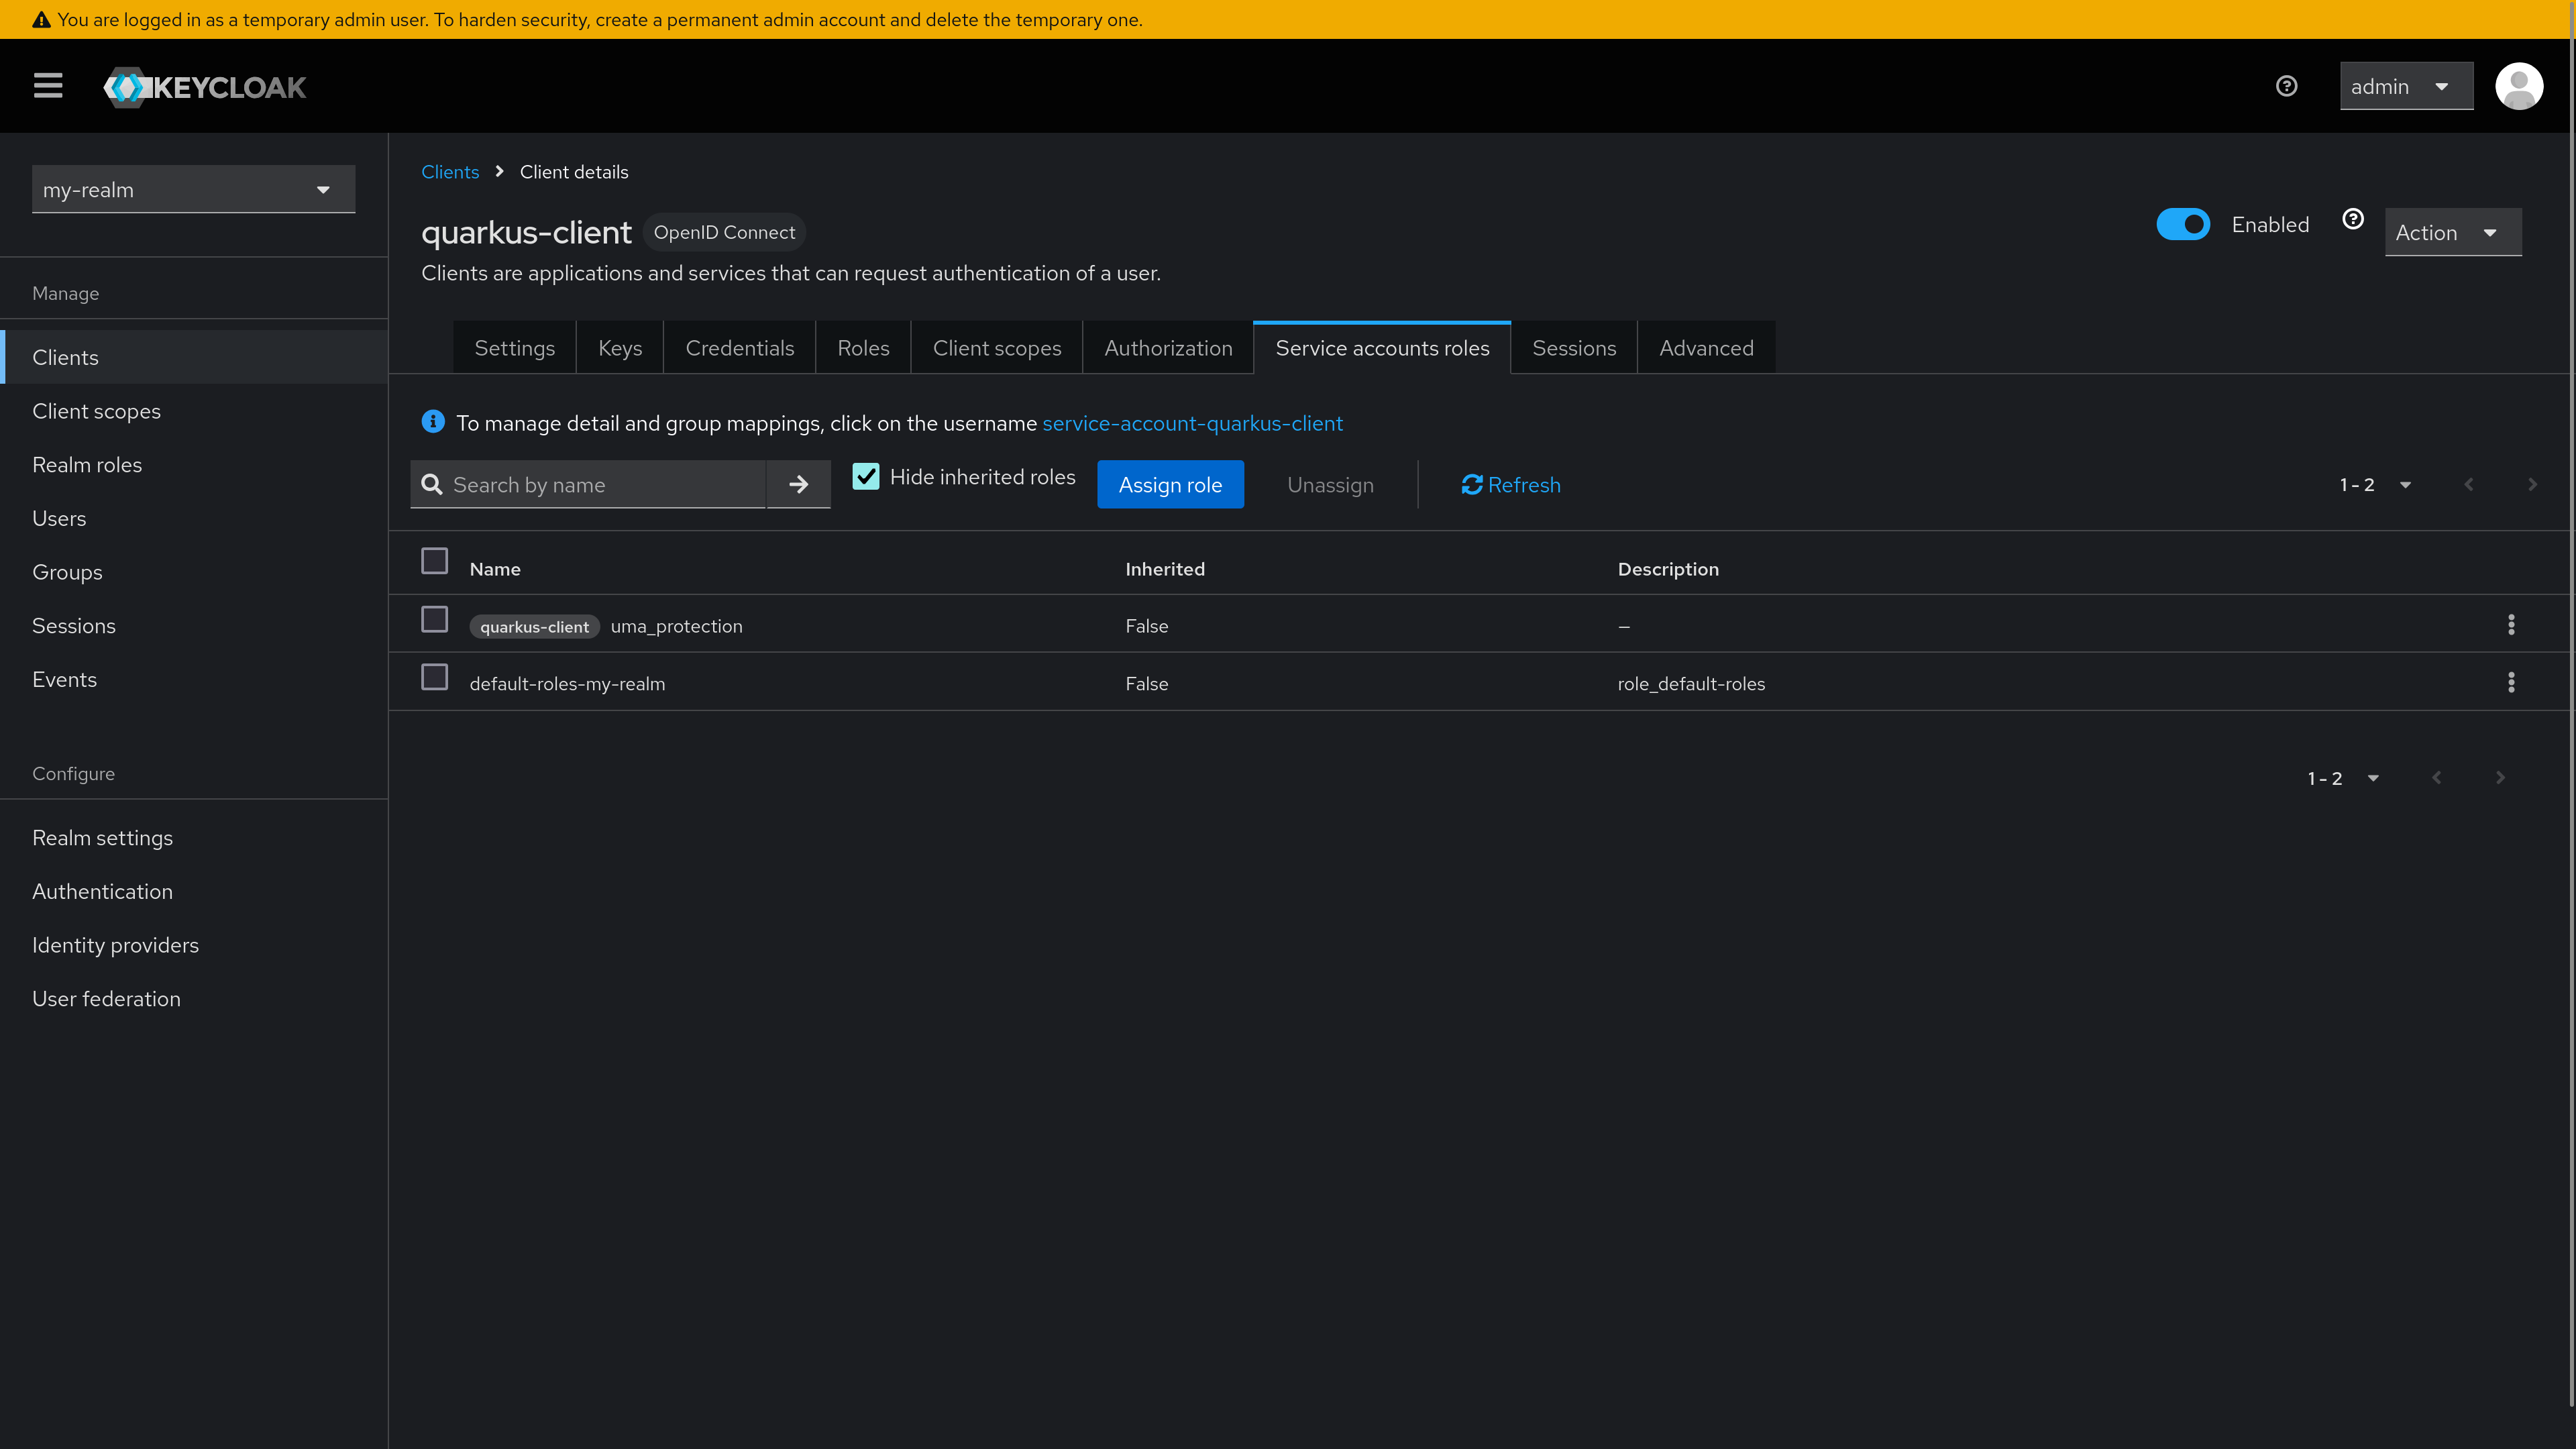 You are logged in as a temporary admin user. To harden security, create a permanent admin account and delete the temporary one.
KEYCLOAK
admin
my-realm
Manage
Clients
Client scopes
Realm roles
Users
Groups
Sessions
Events
Configure
Realm settings
Authentication
Identity providers
User federation
Clients Client details
quarkus-client OpenID Connect
Enabled
Action
Clients are applications and services that can request authentication of a user.
Settings Keys Credentials Roles Client scopes Authorization Service accounts roles Sessions Advanced
To manage detail and group mappings, click on the username service-account-quarkus-client
Search by name Hide inherited roles Assign role Unassign Refresh 1 - 2
Name Inherited Description
quarkus-client uma_protection False —
default-roles-my-realm False role_default-roles
1 - 2